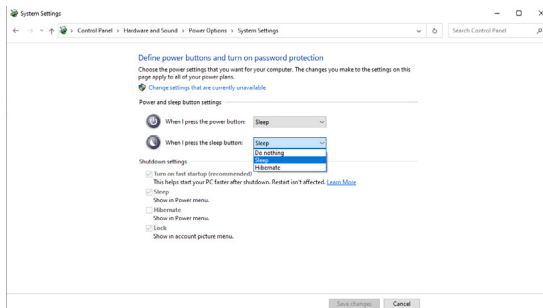 System Settings
Control Panel > Hardware and Sound > Power Options > System Settings
Search Control Panel
Define power buttons and turn on password protection
Choose the power settings that you want for your computer. The changes you make to the settings on this
page apply to all of your power plans.
Change settings that are currently unavailable
Power and sleep button settings
When I press the power button: Sleep
When I press the sleep button: Sleep
Do nothing
Sleep
Hibernate
Shutdown settings
Turn on fast startup (recommended)
This helps start your PC faster after shutdown. Restart isn't affected. Learn More
Sleep
Show in Power menu.
Hibernate
Show in Power menu.
Lock
Show in account picture menu.
Save changes Cancel